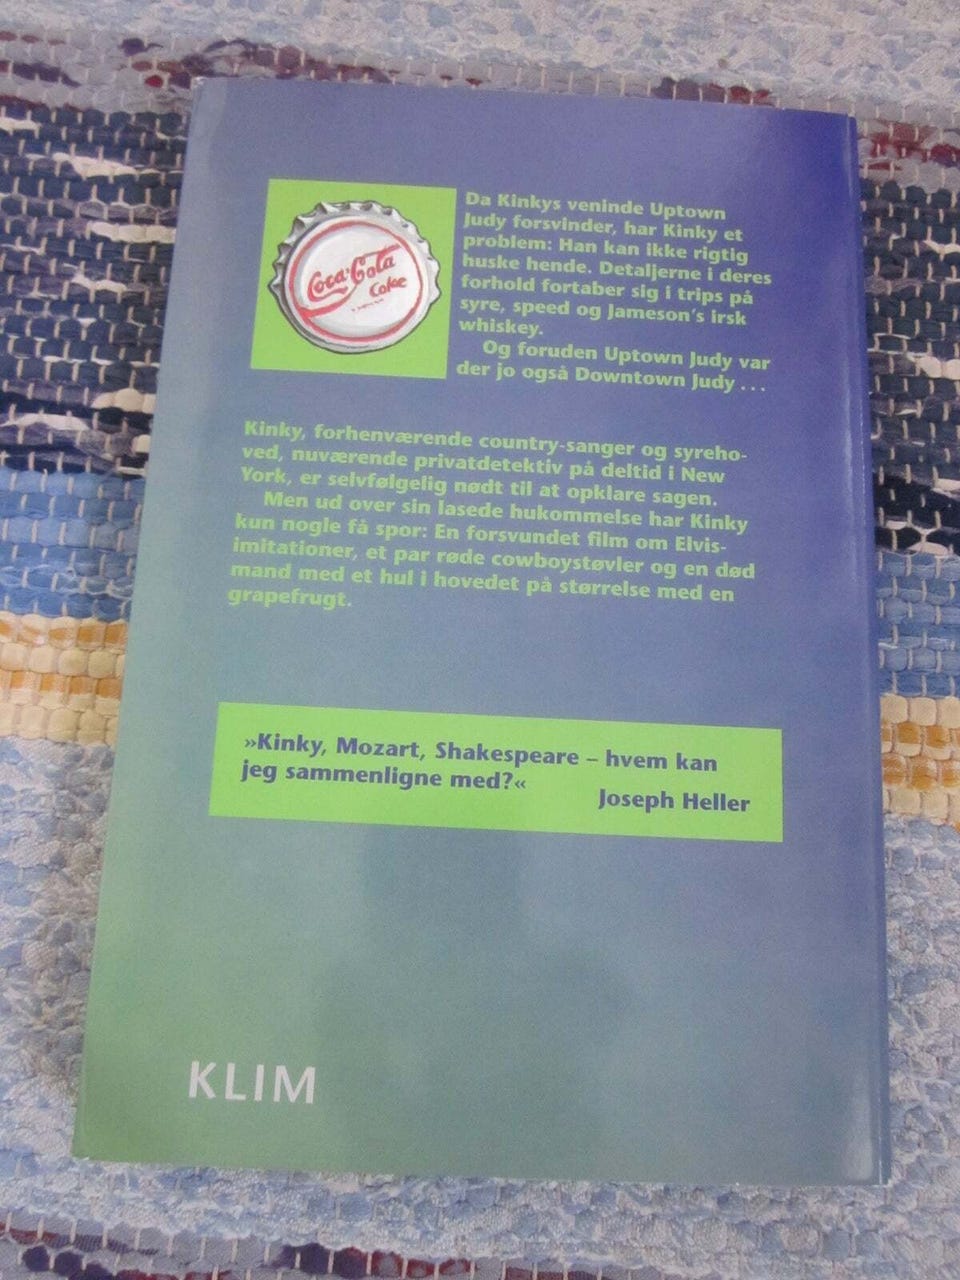 Coca-Cola
Coke
Da Kinkys veninde Uptown
Judy forsvinder, har Kinky et
problem: Han kan ikke rigtig
huske hende. Detaljerne i deres
forhold fortaber sig i trips på
syre, speed og Jameson's irsk
whiskey.
Og foruden Uptown Judy var
der jo også Downtown Judy . . .
Kinky, forhenværende country-sanger og syreho-
ved, nuværende privatdetektiv på deltid i New
York, er selvfølgelig nødt til at opklare sagen.
Men ud over sin lasede hukommelse har Kinky
kun nogle få spor: En forsvundet film om Elvis-
imitationer, et par røde cowboystøvler og en død
mand med et hul i hovedet på størrelse med en
grapefrugt.
»Kinky, Mozart, Shakespeare – hvem kan
jeg sammenligne med?«
Joseph Heller
KLIM